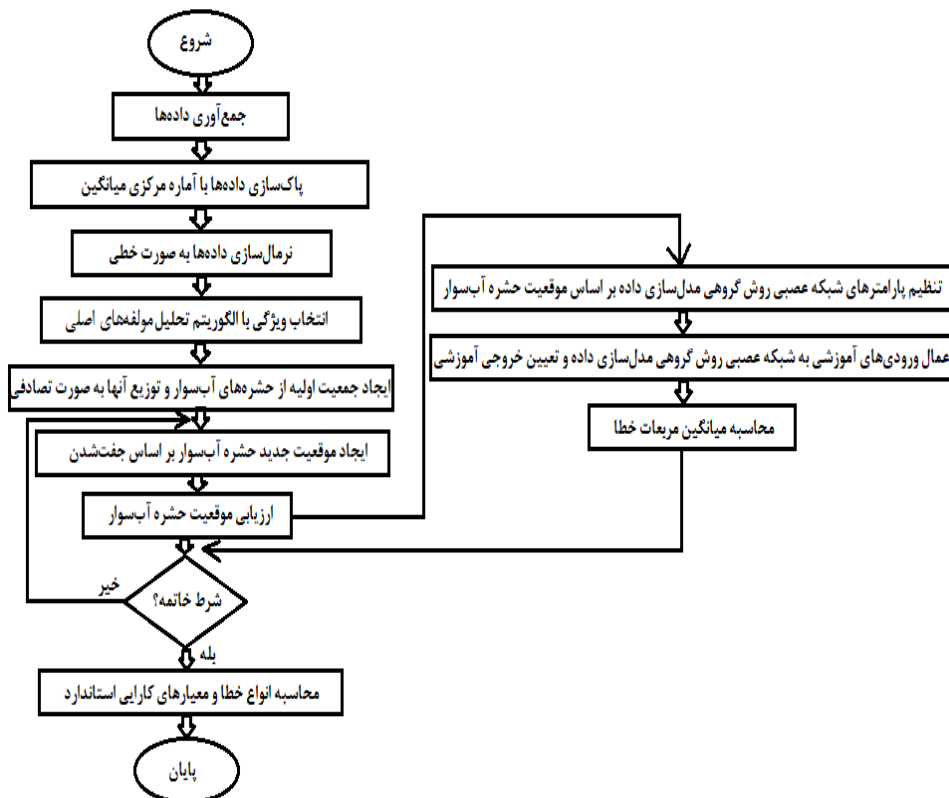 شروع
جمع‌آوری داده‌ها
پاک‌سازی داده‌ها با آماره مرکزی میانگین
نرمال‌سازی داده‌ها به صورت خطی
انتخاب ویژگی با الگوریتم تحلیل مولفه‌های اصلی
ایجاد جمعیت اولیه از حشره‌های آب‌سوار و توزیع آنها به صورت تصادفی
ایجاد موقعیت جدید حشره آب‌سوار بر اساس جفت‌شدن
ارزیابی موقعیت حشره آب‌سوار
تنظیم پارامترهای شبکه عصبی روش گروهی مدل‌سازی داده بر اساس موقعیت حشره آب‌سوار
عمال ورودی‌های آموزشی به شبکه عصبی روش گروهی مدل‌سازی داده و تعیین خروجی آموزشی
محاسبه میانگین مربعات خطا
شرط خاتمه؟
خیر
بله
محاسبه انواع خطا و معیارهای کارایی استاندارد
پایان